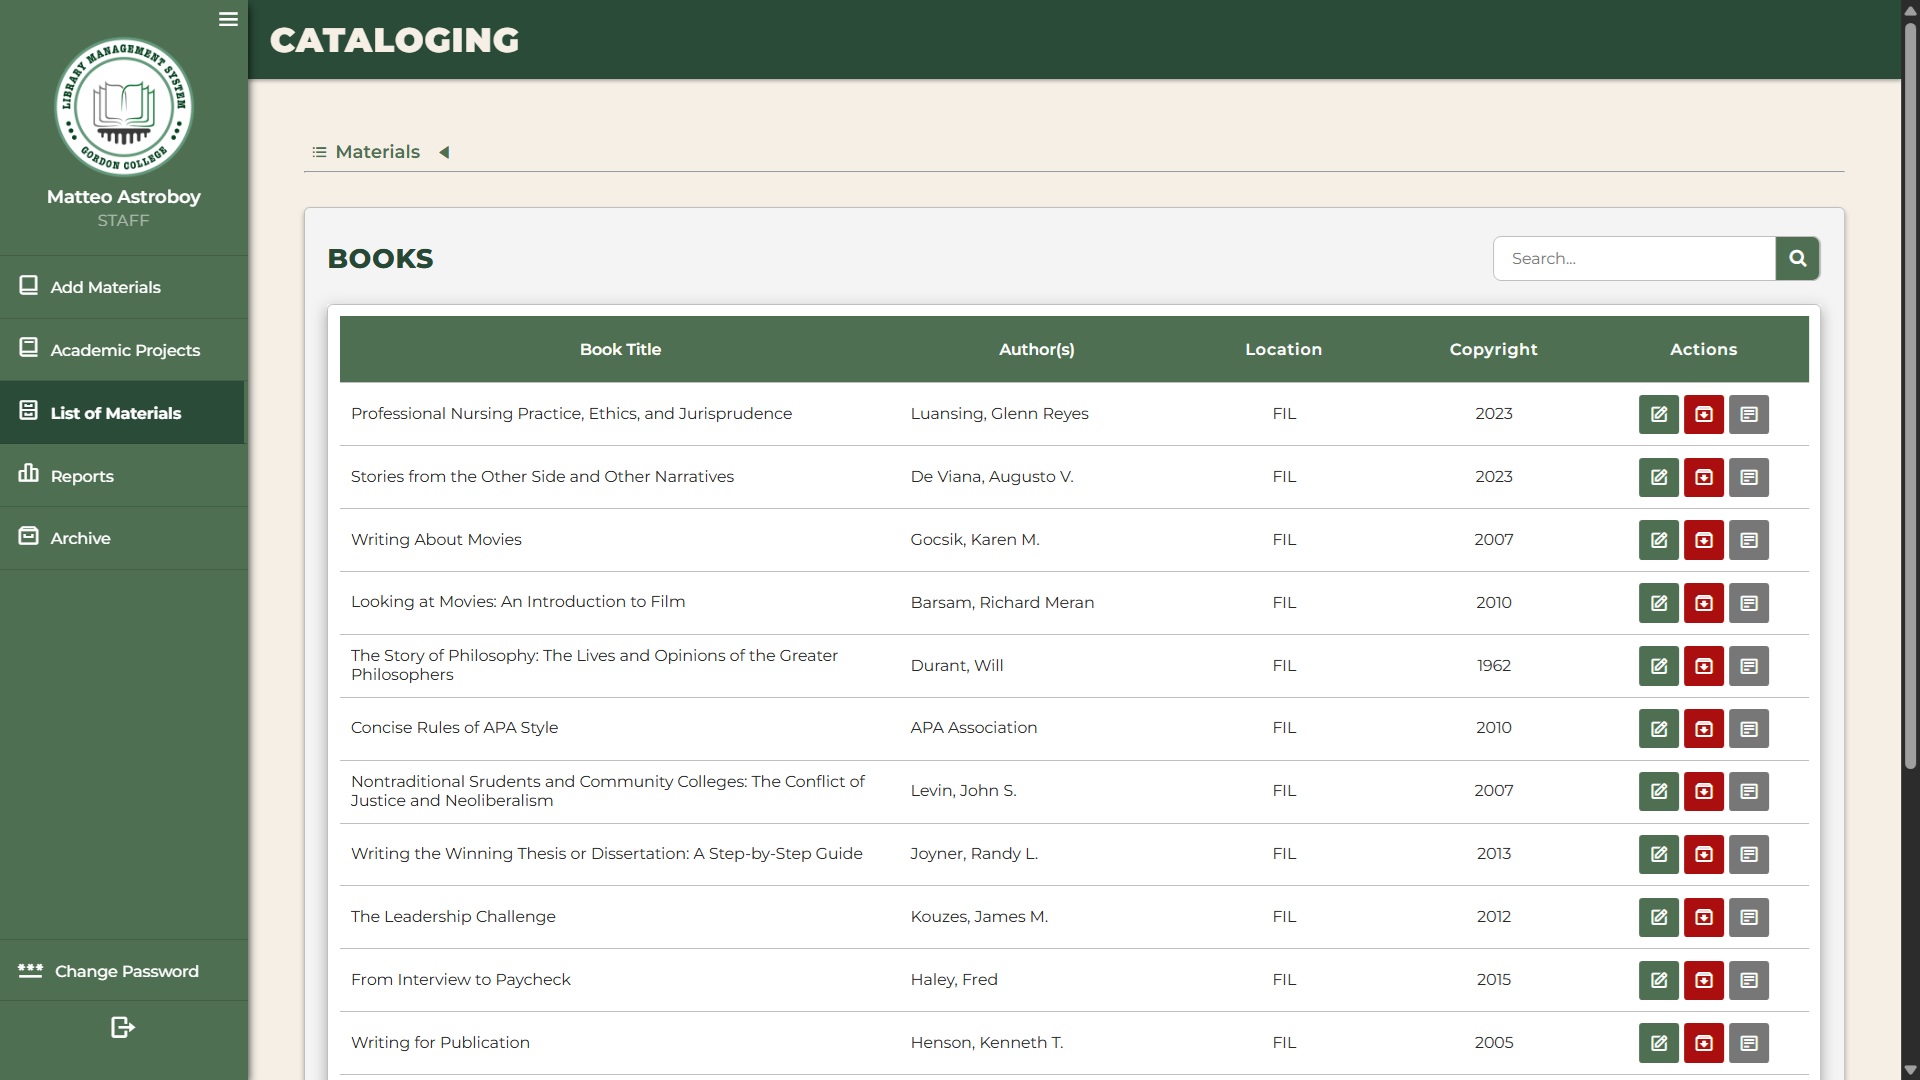 LIBRARY MANAGEMENT SYSTEM
GORDON COLLEGE
Matteo Astroboy
STAFF
Add Materials
Academic Projects
List of Materials
Reports
Archive
Change Password
CATALOGING
Materials
BOOKS
Search...
Book Title Author(s) Location Copyright Actions
Professional Nursing Practice, Ethics, and Jurisprudence Luansing, Glenn Reyes FIL 2023
Stories from the Other Side and Other Narratives De Viana, Augusto V. FIL 2023
Writing About Movies Gocsik, Karen M. FIL 2007
Looking at Movies: An Introduction to Film Barsam, Richard Meran FIL 2010
The Story of Philosophy: The Lives and Opinions of the Greater
Philosophers Durant, Will FIL 1962
Concise Rules of APA Style APA Association FIL 2010
Nontraditional Srudents and Community Colleges: The Conflict of
Justice and Neoliberalism Levin, John S. FIL 2007
Writing the Winning Thesis or Dissertation: A Step-by-Step Guide Joyner, Randy L. FIL 2013
The Leadership Challenge Kouzes, James M. FIL 2012
From Interview to Paycheck Haley, Fred FIL 2015
Writing for Publication Henson, Kenneth T. FIL 2005